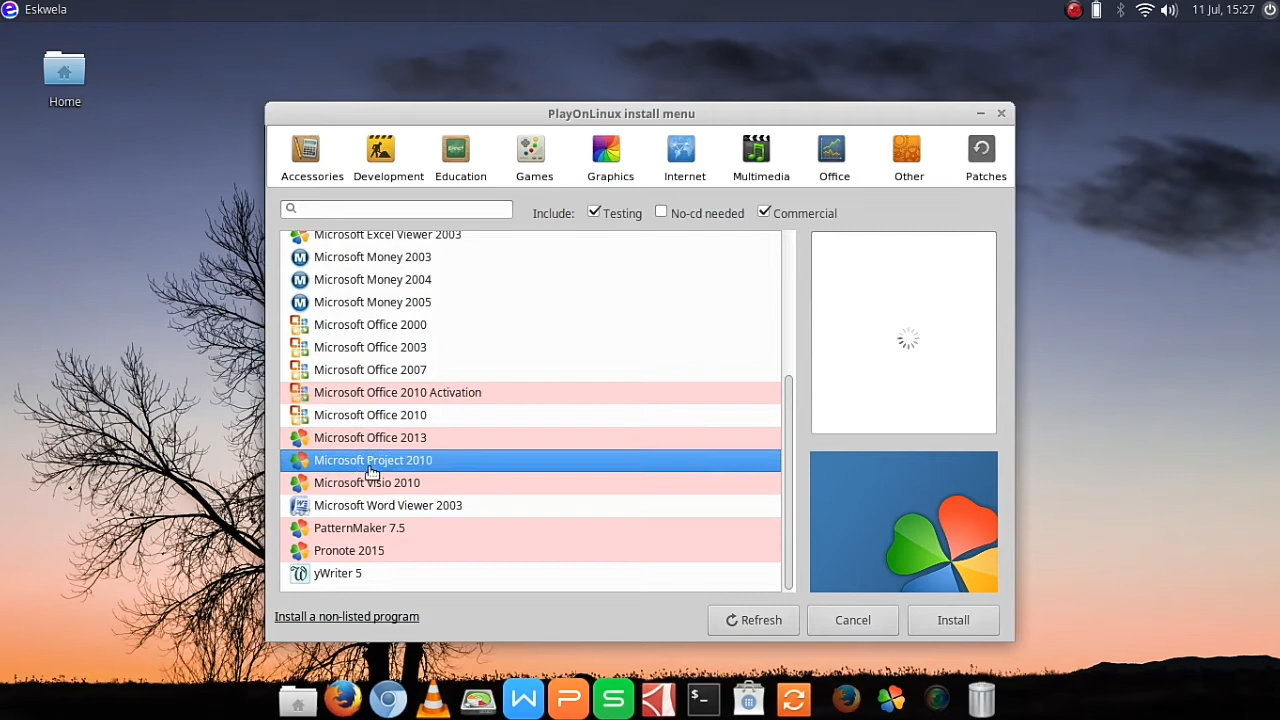 Eskwela
11 Jul, 15:27
Home
PlayOnLinux install menu
Accessories Development Education Games Graphics Internet Multimedia Office Other Patches
Include: Testing No-cd needed Commercial
Microsoft Excel Viewer 2003
Microsoft Money 2003
Microsoft Money 2004
Microsoft Money 2005
Microsoft Office 2000
Microsoft Office 2003
Microsoft Office 2007
Microsoft Office 2010 Activation
Microsoft Office 2010
Microsoft Office 2013
Microsoft Project 2010
Microsoft Visio 2010
Microsoft Word Viewer 2003
PatternMaker 7.5
Pronote 2015
yWriter 5
Install a non-listed program
Refresh Cancel Install